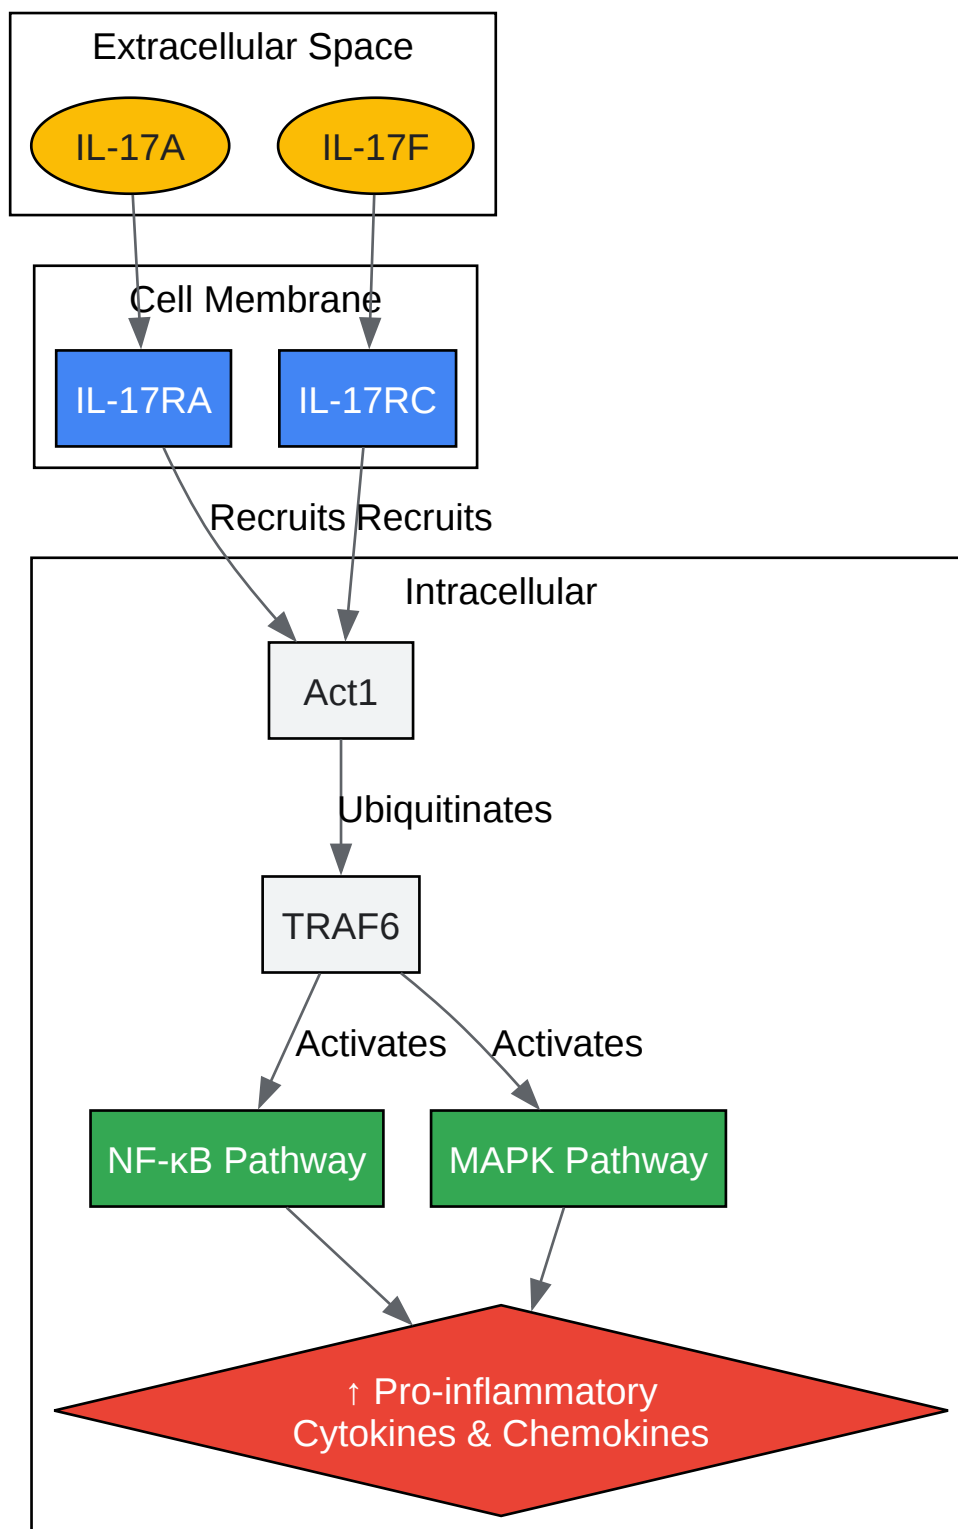 Extracellular Space
IL-17A
IL-17F
Cell Membrane
IL-17RA
IL-17RC
Recruits
Recruits
Intracellular
Act1
Ubiquitinates
TRAF6
Activates
Activates
NF-κB Pathway
MAPK Pathway
↑ Pro-inflammatory
Cytokines & Chemokines